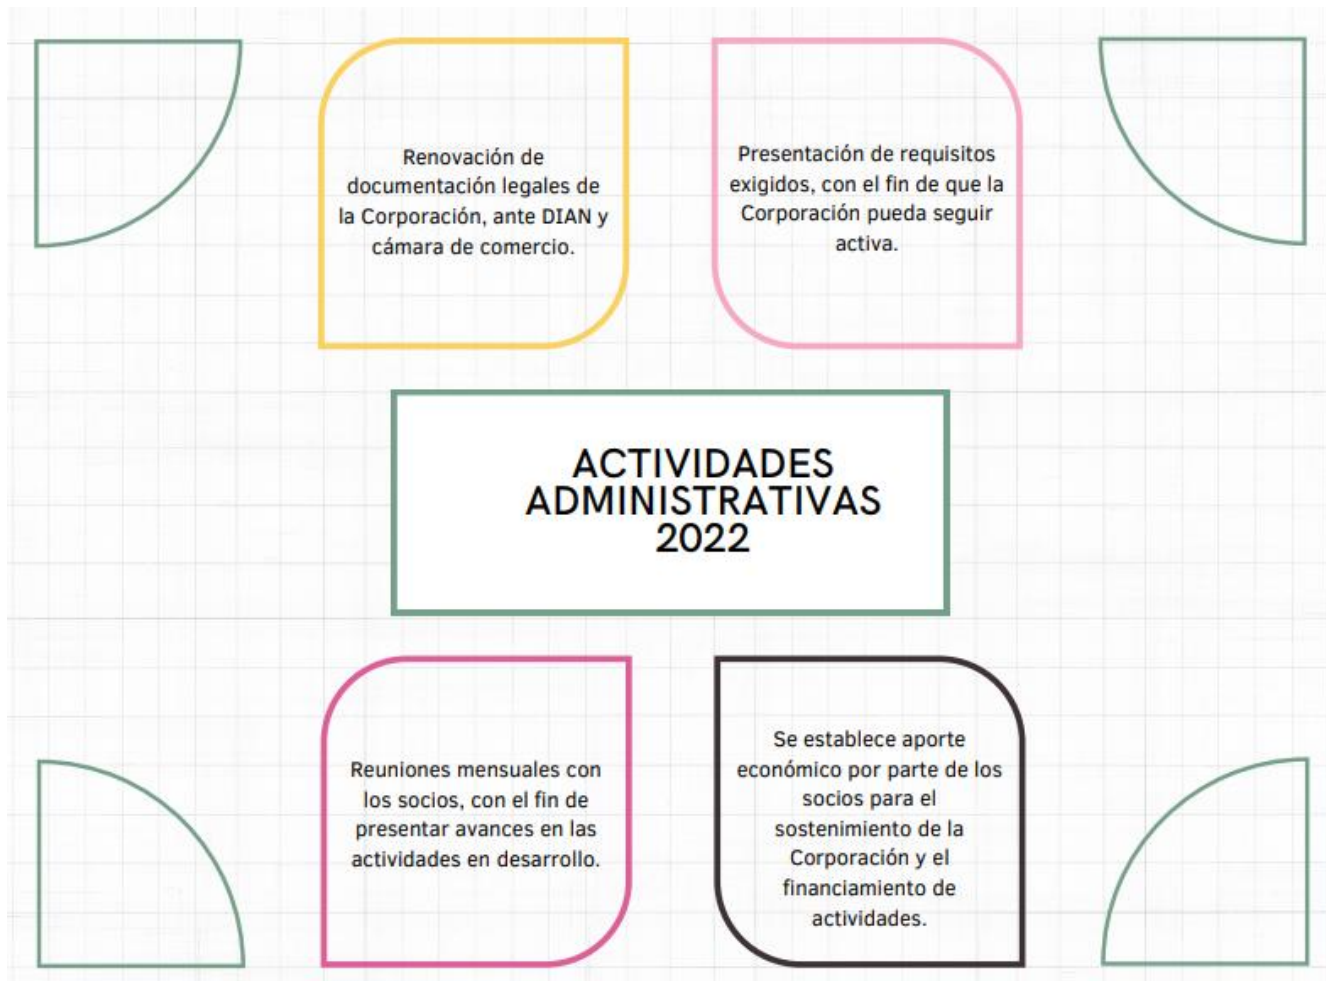 Renovación de
documentación legales de
la Corporación, ante DIAN y
cámara de comercio.
Presentación de requisitos
exigidos, con el fin de que la
Corporación pueda seguir
activa.
ACTIVIDADES
ADMINISTRATIVAS
2022
Reuniones mensuales con
los socios, con el fin de
presentar avances en las
actividades en desarrollo.
Se establece aporte
económico por parte de los
socios para el
sostenimiento de la
Corporación y el
financiamiento de
actividades.